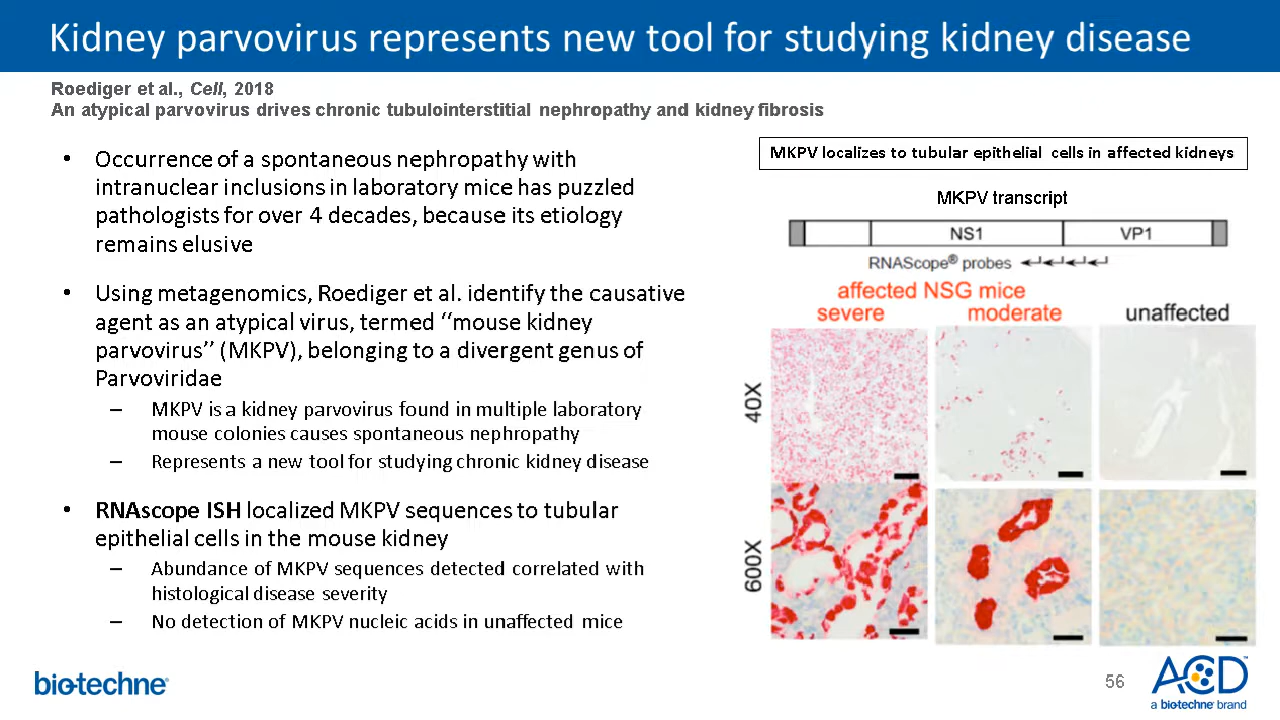 Kidney parvovirus represents new tool for studying kidney disease
Roediger et al., Cell, 2018
An atypical parvovirus drives chronic tubulointerstitial nephropathy and kidney fibrosis
• Occurrence of a spontaneous nephropathy with
intranuclear inclusions in laboratory mice has puzzled
pathologists for over 4 decades, because its etiology
remains elusive
• Using metagenomics, Roediger et al. identify the causative
agent as an atypical virus, termed ‘‘mouse kidney
parvovirus’’ (MKPV), belonging to a divergent genus of
Parvoviridae
– MKPV is a kidney parvovirus found in multiple laboratory
mouse colonies causes spontaneous nephropathy
– Represents a new tool for studying chronic kidney disease
• RNAscope ISH localized MKPV sequences to tubular
epithelial cells in the mouse kidney
– Abundance of MKPV sequences detected correlated with
histological disease severity
– No detection of MKPV nucleic acids in unaffected mice
MKPV localizes to tubular epithelial cells in affected kidneys
MKPV transcript
NS1 VP1
RNAScope® probes
affected NSG mice
severe moderate unaffected
40X
600X
bio-techne®
56
ACD™
a bio-techne® brand